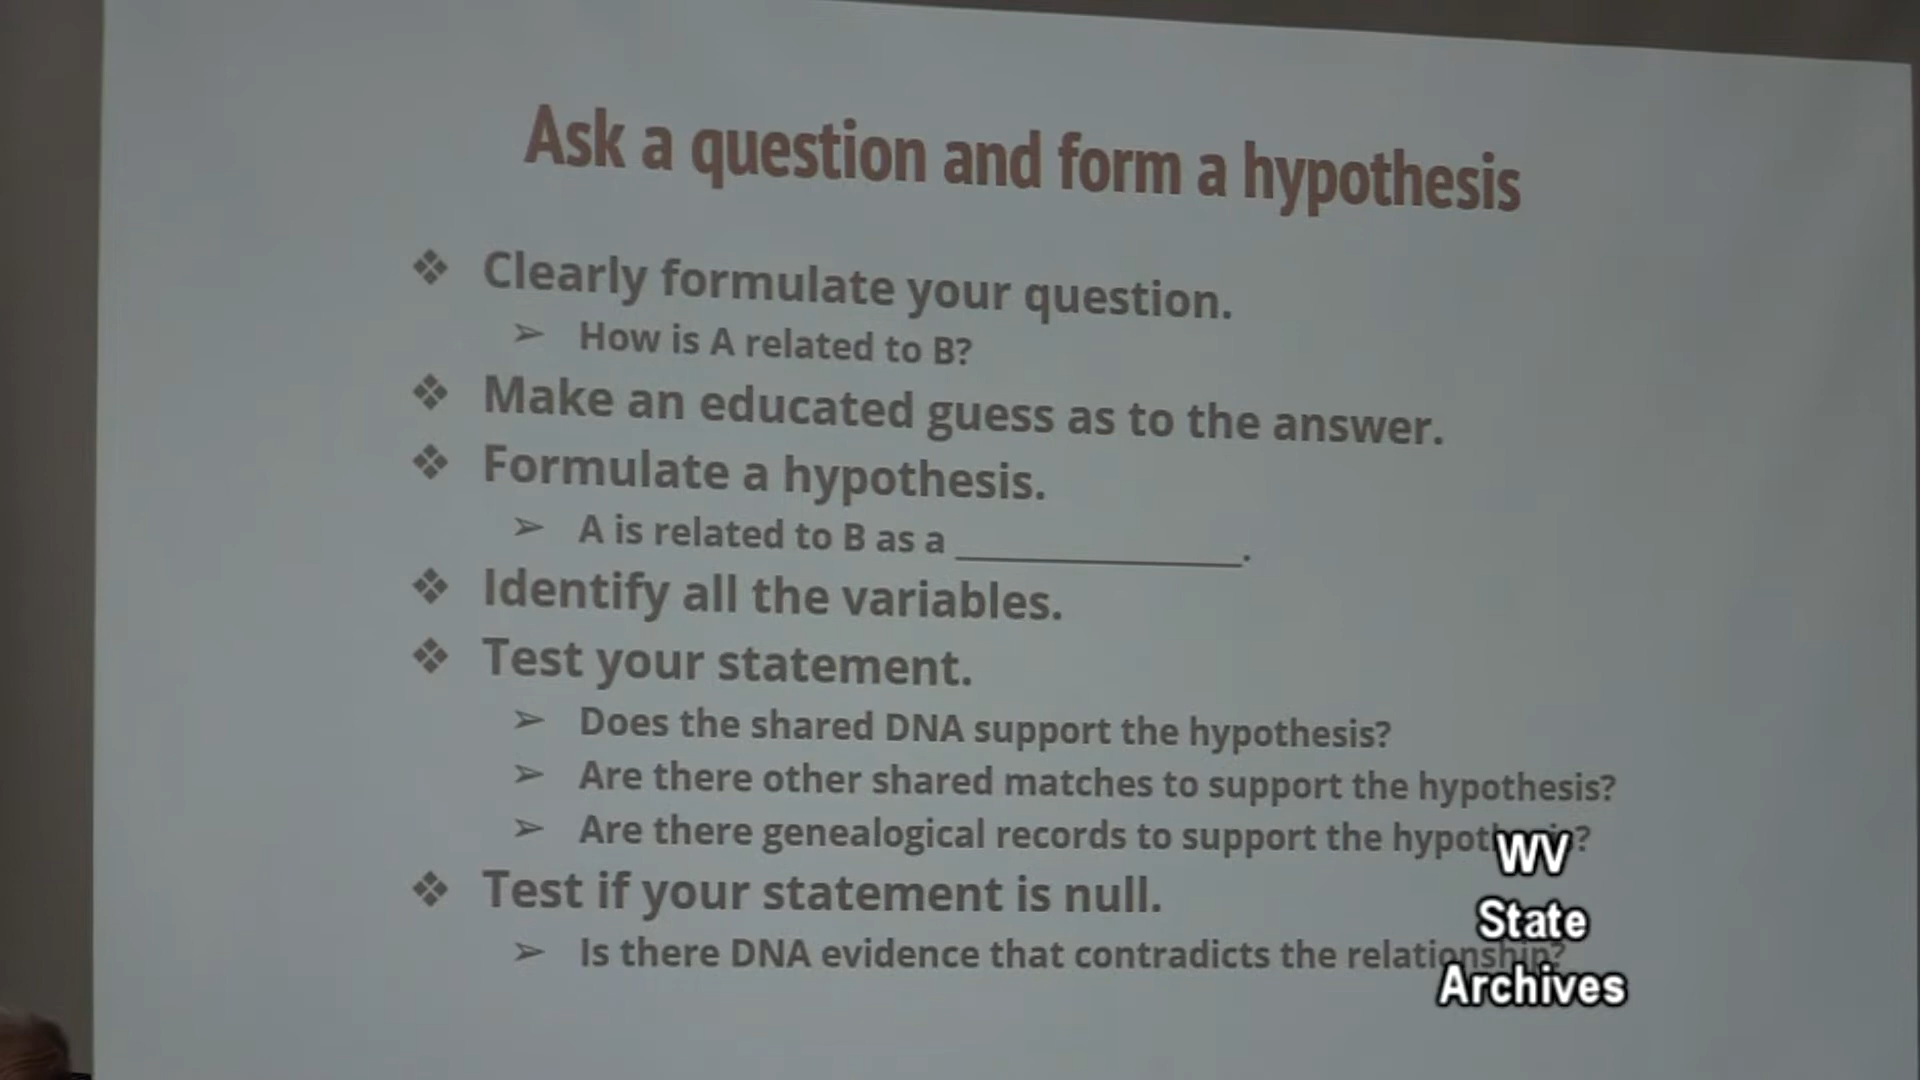 Ask a question and form a hypothesis
❖ Clearly formulate your question.
➢ How is A related to B?
❖ Make an educated guess as to the answer.
❖ Formulate a hypothesis.
➢ A is related to B as a ______________.
❖ Identify all the variables.
❖ Test your statement.
➢ Does the shared DNA support the hypothesis?
➢ Are there other shared matches to support the hypothesis?
➢ Are there genealogical records to support the hypothesis?
❖ Test if your statement is null.
➢ Is there DNA evidence that contradicts the relationship?
WV
State
Archives